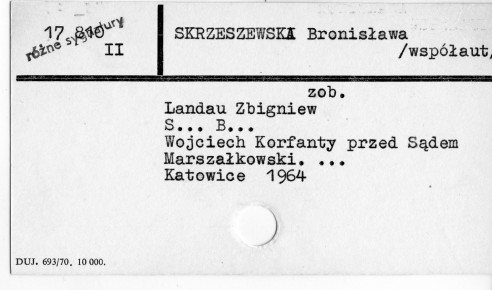 17 810
różne sygnatury
II
SKRZESZEWSKA Bronisława
/współaut/
zob.
Landau Zbigniew
S... B...
Wojciech Korfanty przed Sądem
Marszałkowski. ...
Katowice 1964
DUJ. 693/70. 10 000.